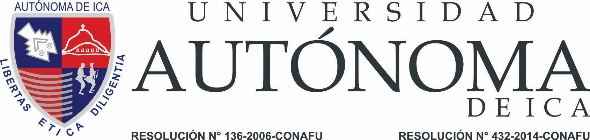 AUTÓNOMA DE ICA
LIBERTAS ETICA DILIGENTIA
UNIVERSIDAD
AUTÓNOMA
DE ICA
RESOLUCIÓN N° 136-2006-CONAFU RESOLUCIÓN N° 432-2014-CONAFU